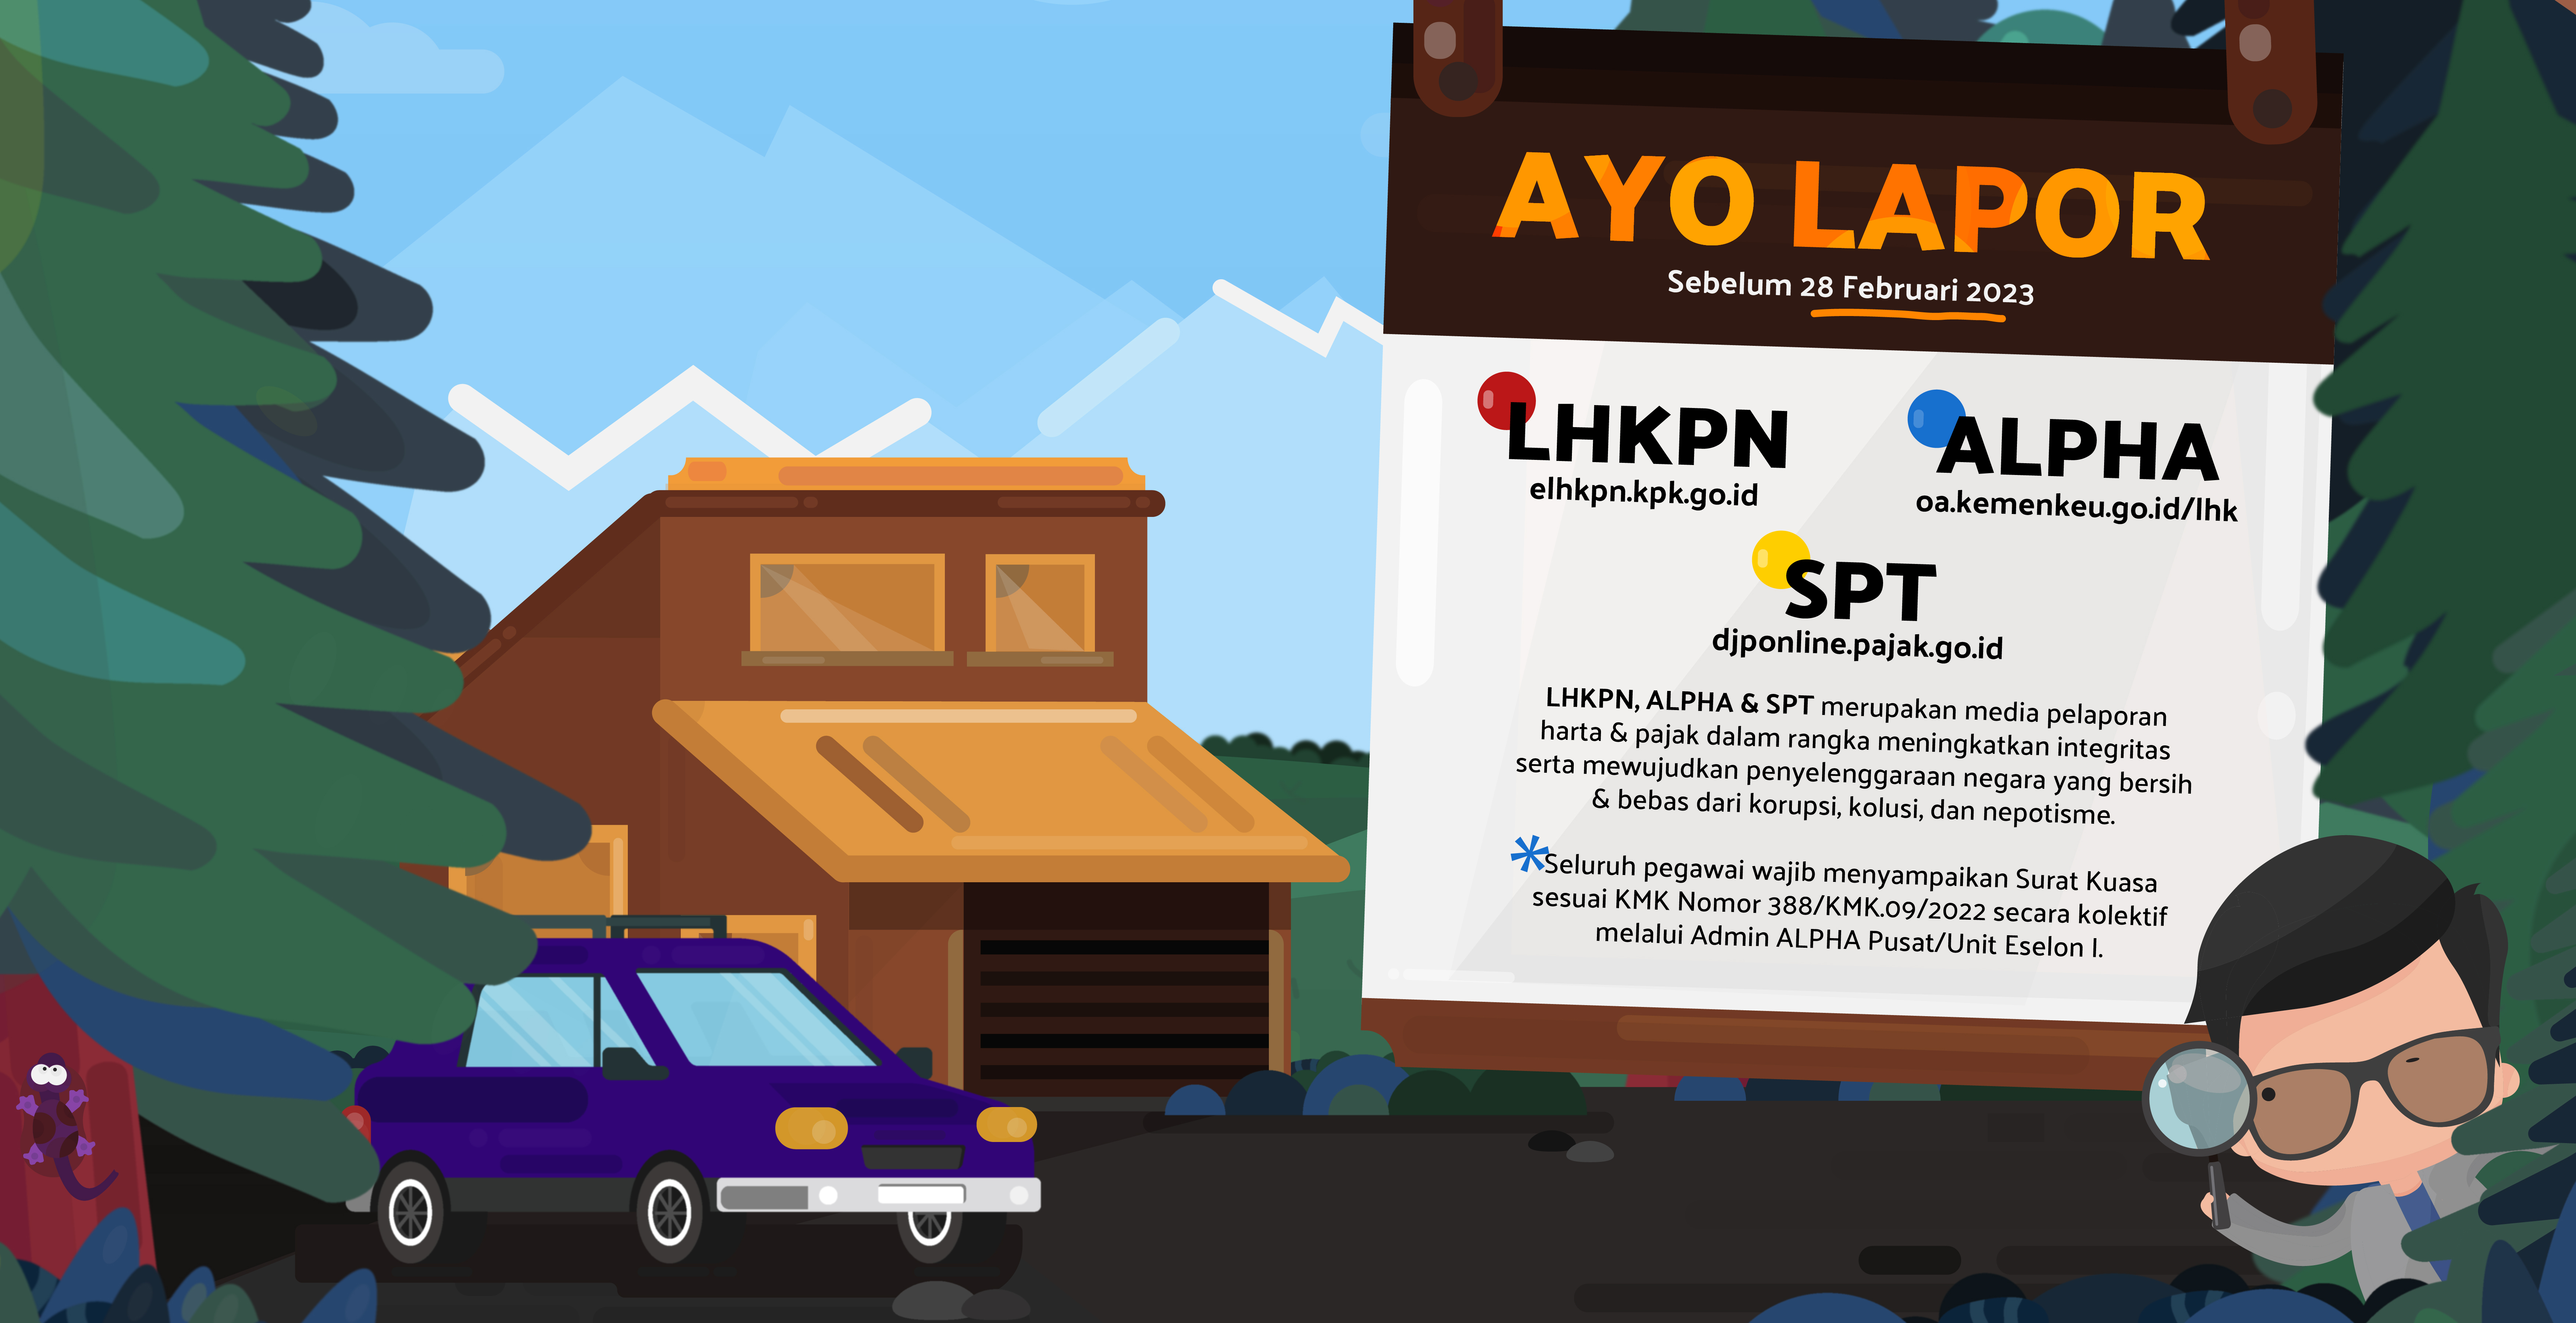 AYO LAPOR
Sebelum 28 Februari 2023
LHKPN
elhkpn.kpk.go.id
ALPHA
oa.kemenkeu.go.id/lhk
SPT
djponline.pajak.go.id
LHKPN, ALPHA & SPT merupakan media pelaporan
harta & pajak dalam rangka meningkatkan integritas
serta mewujudkan penyelenggaraan negara yang bersih
& bebas dari korupsi, kolusi, dan nepotisme.
*Seluruh pegawai wajib menyampaikan Surat Kuasa
sesuai KMK Nomor 388/KMK.09/2022 secara kolektif
melalui Admin ALPHA Pusat/Unit Eselon I.